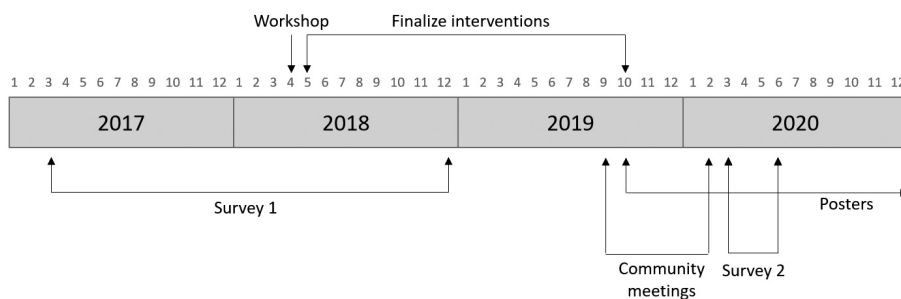 Workshop Finalize interventions
1 2 3 4 5 6 7 8 9 10 11 12 1 2 3 4 5 6 7 8 9 10 11 12 1 2 3 4 5 6 7 8 9 10 11 12 1 2 3 4 5 6 7 8 9 10 11 12
2017 2018 2019 2020
Survey 1 Posters
Community Survey 2
meetings